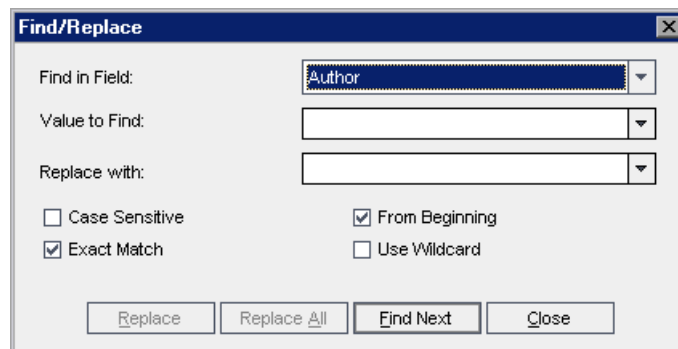 Find/Replace
Find in Field: Author
Value to Find:
Replace with:
Case Sensitive From Beginning
Exact Match Use Wildcard
Replace Replace All Find Next Close